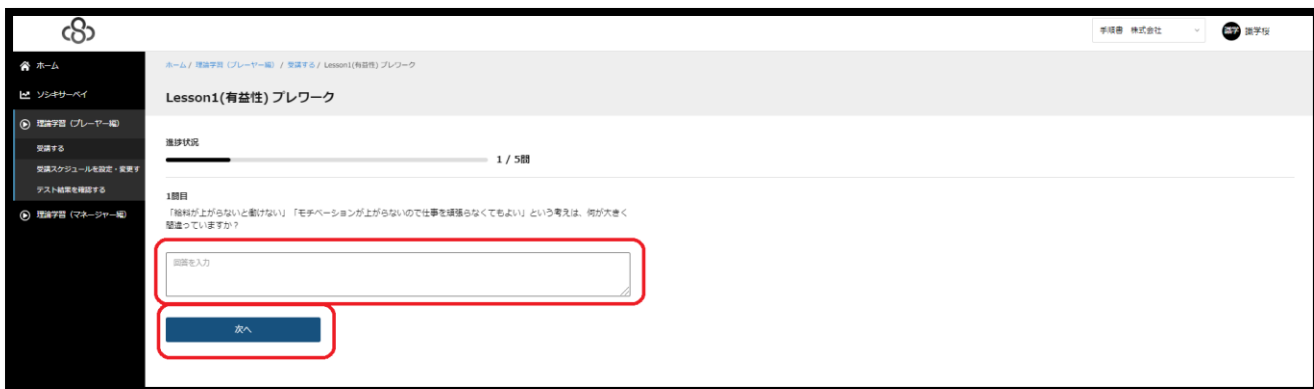 手順書 株式会社
識学 識学桜
ホーム
ソシキサーベイ
理論学習（プレーヤー編）
受講する
受講スケジュールを設定・変更す
テスト結果を確認する
理論学習（マネージャー編）
ホーム / 理論学習（プレーヤー編） / 受講する / Lesson1(有益性) プレワーク
Lesson1(有益性) プレワーク
進捗状況
1 / 5問
1問目
「給料が上がらないと働けない」「モチベーションが上がらないので仕事を頑張らなくてもよい」という考えは、何が大きく
間違っていますか？
回答を入力
次へ